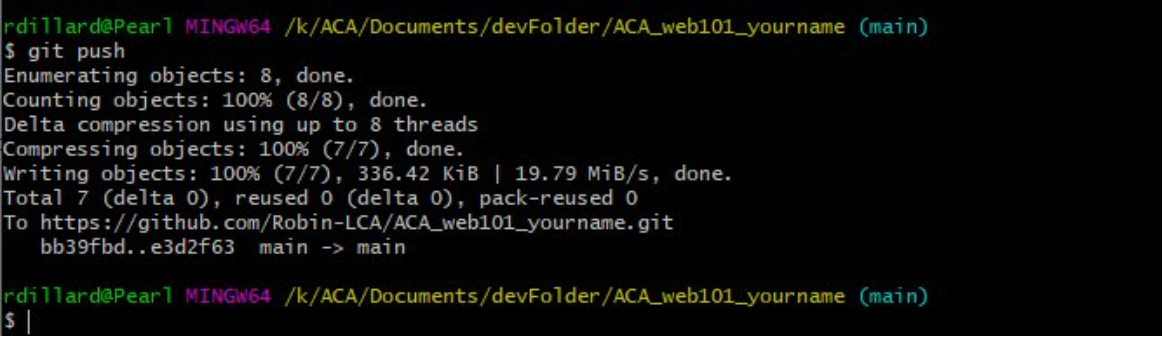 rdillard@Pearl MINGW64 /k/ACA/Documents/devFolder/ACA_web101_yourname (main)
$ git push
Enumerating objects: 8, done.
Counting objects: 100% (8/8), done.
Delta compression using up to 8 threads
Compressing objects: 100% (7/7), done.
Writing objects: 100% (7/7), 336.42 KiB | 19.79 MiB/s, done.
Total 7 (delta 0), reused 0 (delta 0), pack-reused 0
To https://github.com/Robin-LCA/ACA_web101_yourname.git
   bb39fbd..e3d2f63  main -> main

rdillard@Pearl MINGW64 /k/ACA/Documents/devFolder/ACA_web101_yourname (main)
$